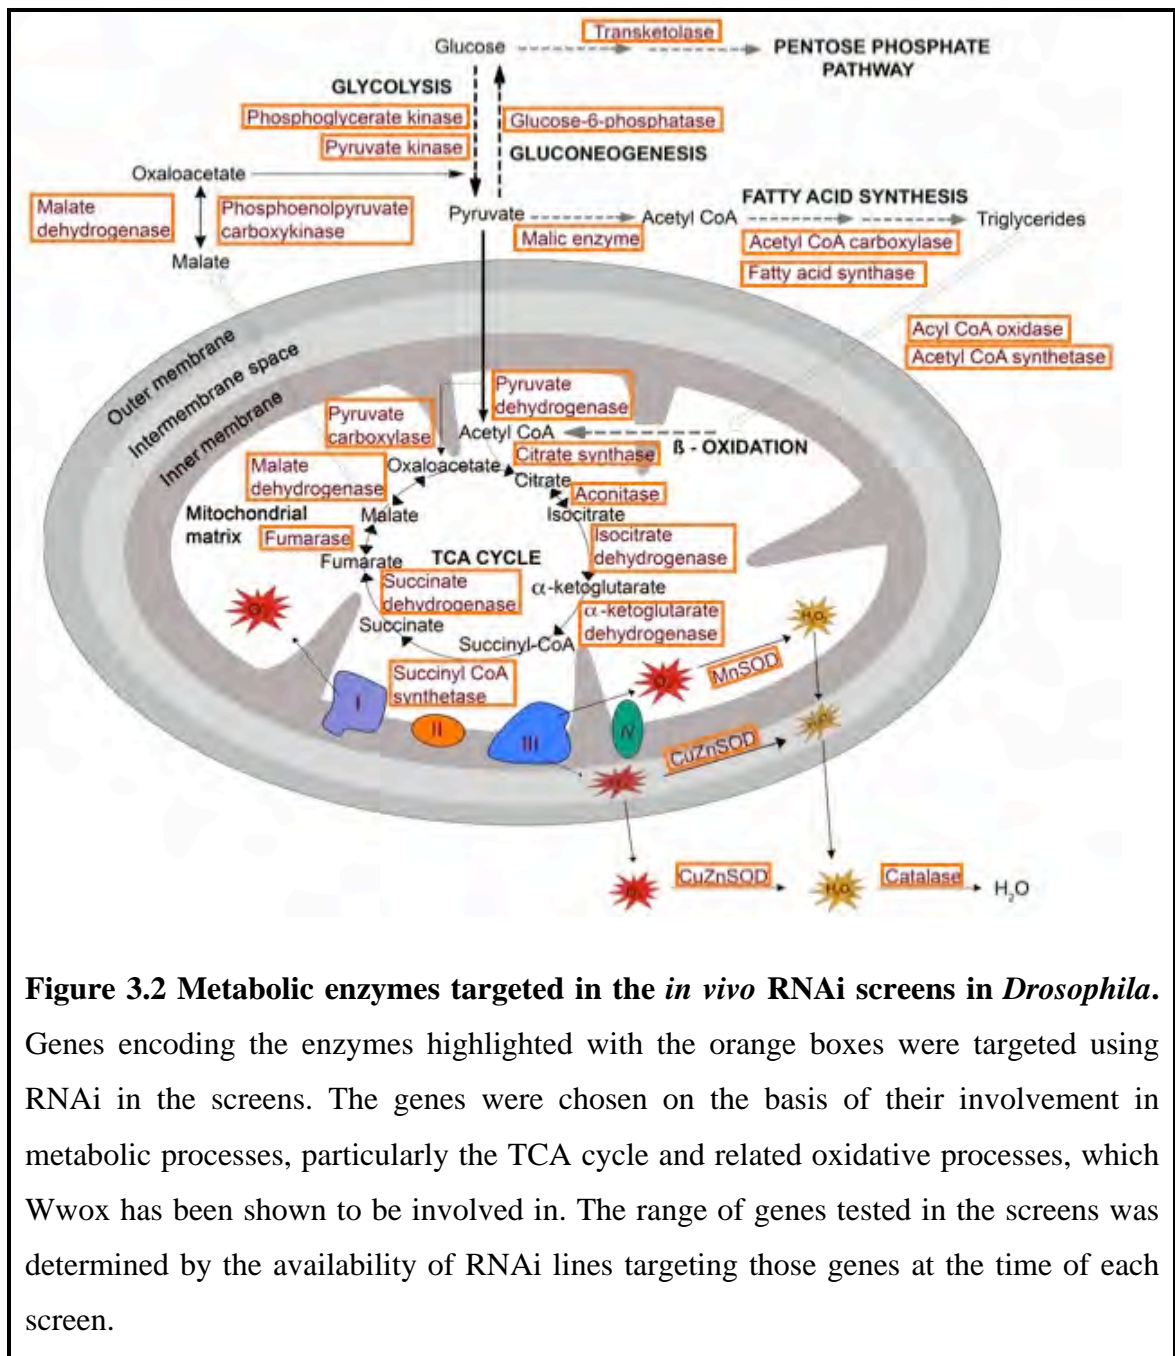 Transketolase
Glucose
PENTOSE PHOSPHATE
PATHWAY
GLYCOLYSIS
Phosphoglycerate kinase
Glucose-6-phosphatase
Pyruvate kinase
GLUCONEOGENESIS
Oxaloacetate
Malate
dehydrogenase
Phosphoenolpyruvate
carboxykinase
Malate
Pyruvate
Malic enzyme
Acetyl CoA
FATTY ACID SYNTHESIS
Triglycerides
Acetyl CoA carboxylase
Fatty acid synthase
Acyl CoA oxidase
Acetyl CoA synthetase
Outer membrane
Intermembrane space
Inner membrane
Pyruvate
dehydrogenase
Pyruvate
carboxylase
Acetyl CoA
ß - OXIDATION
Citrate synthase
Oxaloacetate
Malate
dehydrogenase
Citrate
Aconitase
Isocitrate
Mitochondrial
matrix
Malate
Fumarase
Isocitrate
dehydrogenase
Fumarate
TCA CYCLE
Succinate
dehydrogenase
α-ketoglutarate
α-ketoglutarate
dehydrogenase
Succinate
Succinyl-CoA
Succinyl CoA
synthetase
I
II
III
IV
MnSOD
H₂O₂
CuZnSOD
CuZnSOD
H₂O₂
Catalase
H₂O
Figure 3.2 Metabolic enzymes targeted in the in vivo RNAi screens in Drosophila.
Genes encoding the enzymes highlighted with the orange boxes were targeted using
RNAi in the screens. The genes were chosen on the basis of their involvement in
metabolic processes, particularly the TCA cycle and related oxidative processes, which
Wwox has been shown to be involved in. The range of genes tested in the screens was
determined by the availability of RNAi lines targeting those genes at the time of each
screen.